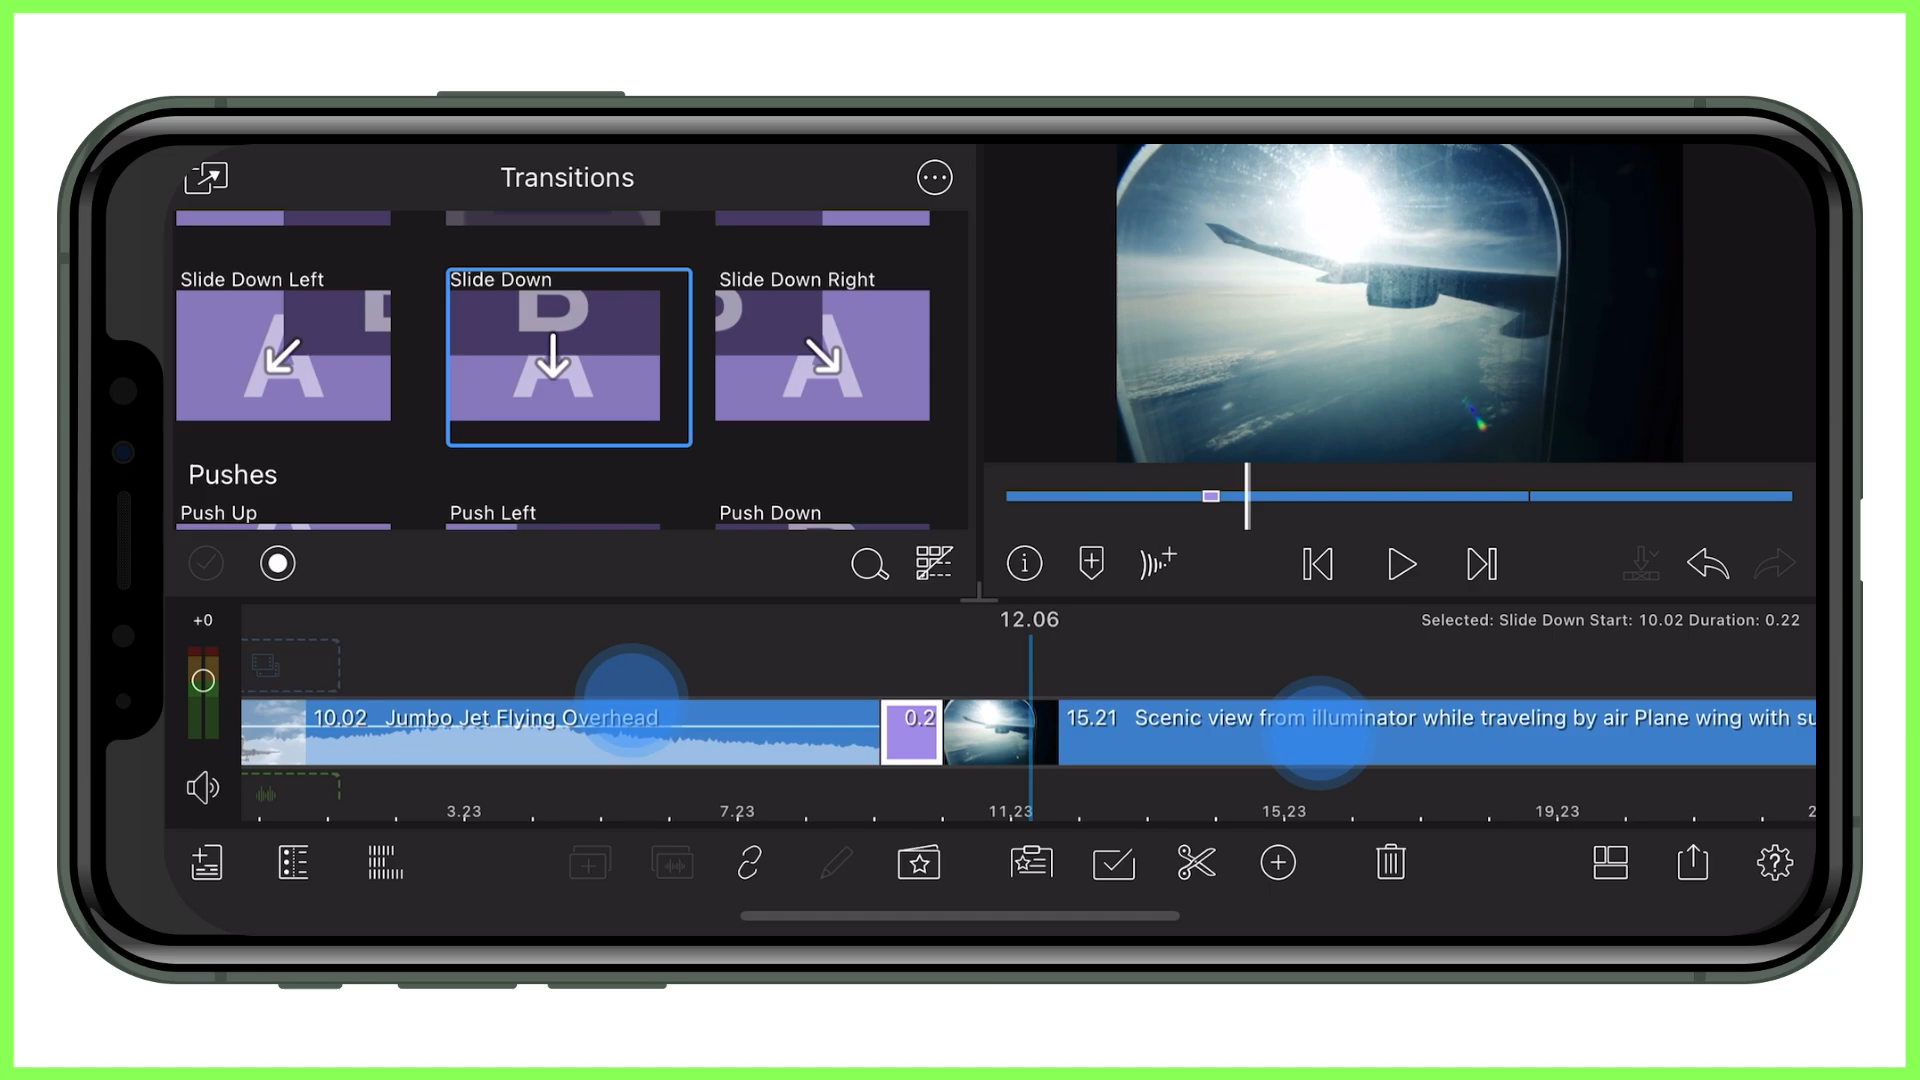 Transitions
Slide Down Left
Slide Down
Slide Down Right
B
A
A
A
Pushes
Push Up
Push Left
Push Down
+0
12.06
Selected: Slide Down Start: 10.02 Duration: 0.22
10.02 Jumbo Jet Flying Overhead
0.2
15.21 Scenic view from illuminator while traveling by air Plane wing with su
3.23
7.23
11,23
15,23
19,23
2